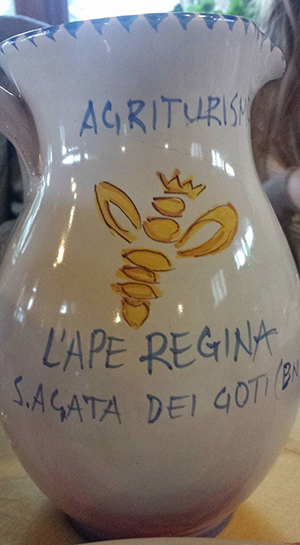 AGRITURISM
L'APE REGINA
S.AGATA DEI GOTI (BN